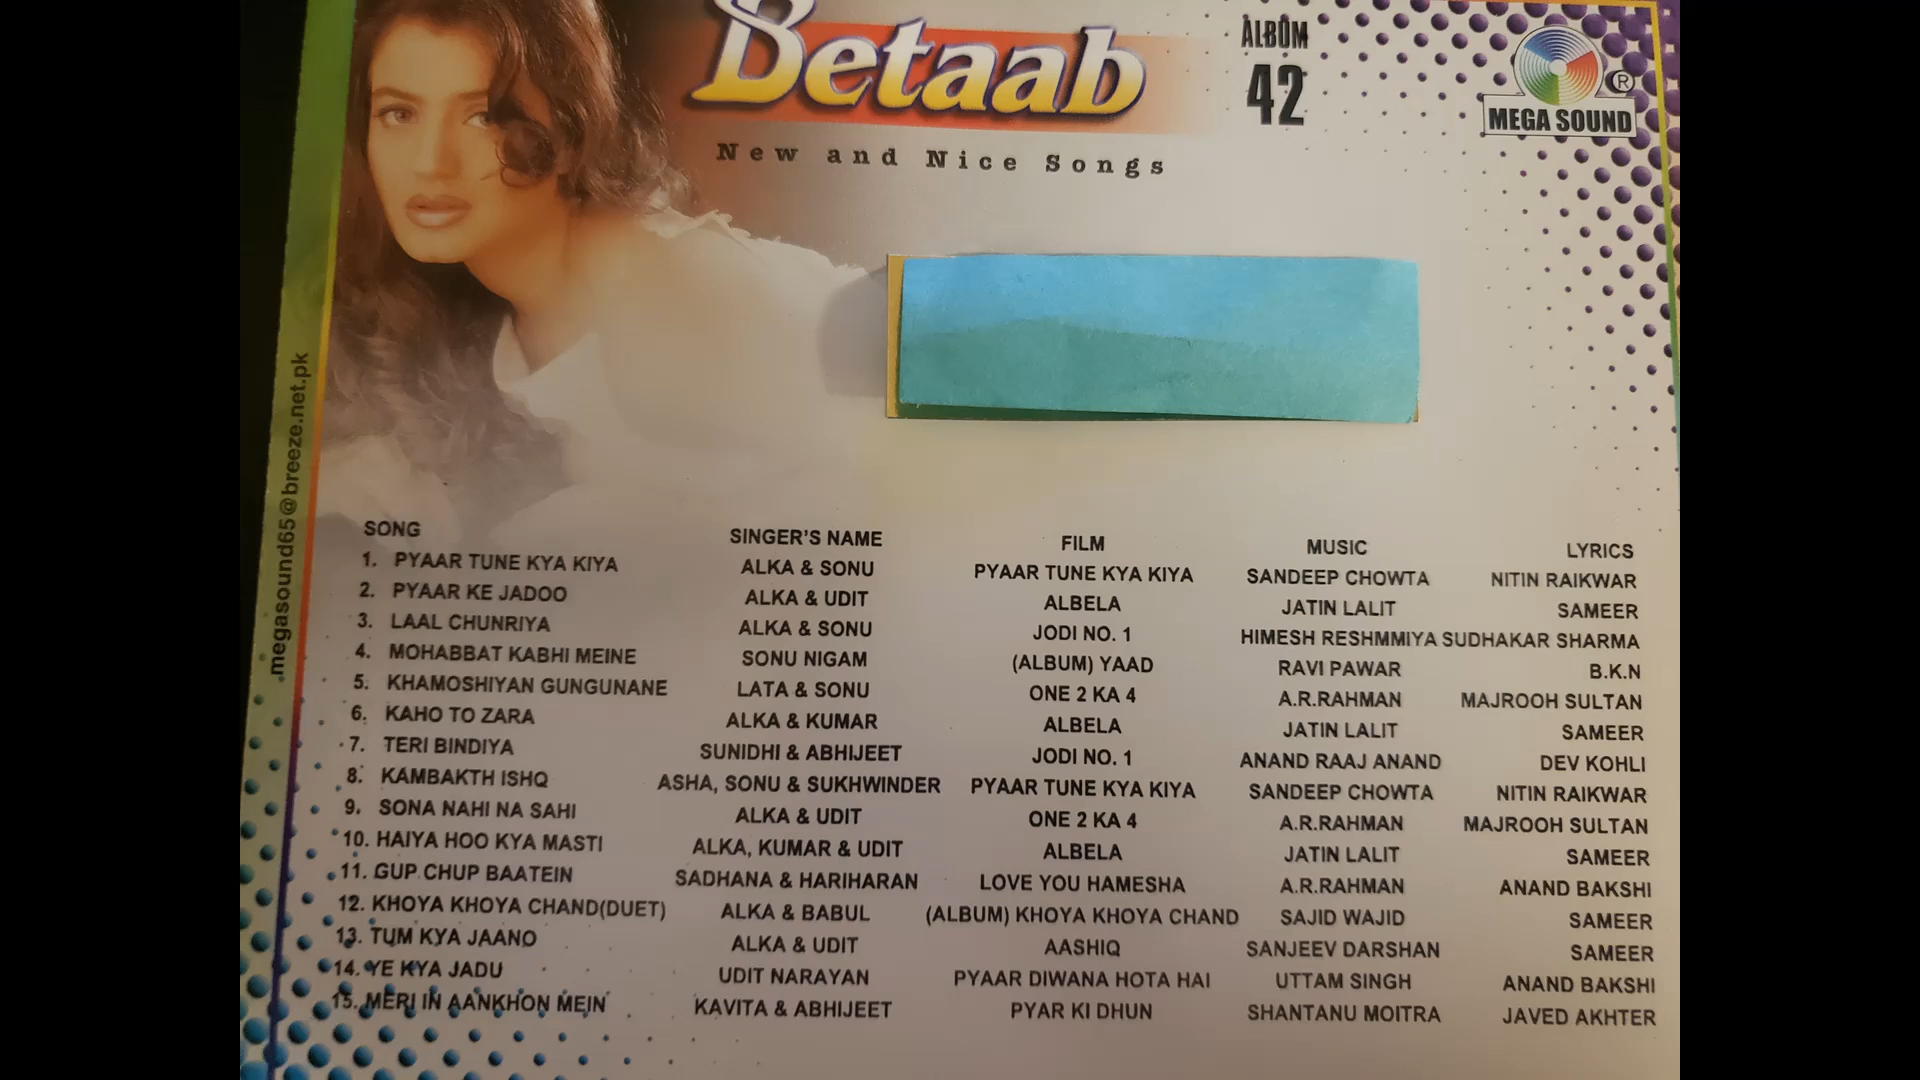 Betaab
ALBUM
42
®
MEGA SOUND
New and Nice Songs
megasound65@breeze.net.pk
SONG SINGER'S NAME FILM MUSIC LYRICS
1. PYAAR TUNE KYA KIYA ALKA & SONU PYAAR TUNE KYA KIYA SANDEEP CHOWTA NITIN RAIKWAR
2. PYAAR KE JADOO ALKA & UDIT ALBELA JATIN LALIT SAMEER
3. LAAL CHUNRIYA ALKA & SONU JODI NO. 1 HIMESH RESHMMIYA SUDHAKAR SHARMA
4. MOHABBAT KABHI MEINE SONU NIGAM (ALBUM) YAAD RAVI PAWAR B.K.N
5. KHAMOSHIYAN GUNGUNANE LATA & SONU ONE 2 KA 4 A.R.RAHMAN MAJROOH SULTAN
6. KAHO TO ZARA ALKA & KUMAR ALBELA JATIN LALIT SAMEER
7. TERI BINDIYA SUNIDHI & ABHIJEET JODI NO. 1 ANAND RAAJ ANAND DEV KOHLI
8. KAMBAKTH ISHQ ASHA, SONU & SUKHWINDER PYAAR TUNE KYA KIYA SANDEEP CHOWTA NITIN RAIKWAR
9. SONA NAHI NA SAHI ALKA & UDIT ONE 2 KA 4 A.R.RAHMAN MAJROOH SULTAN
10. HAIYA HOO KYA MASTI ALKA, KUMAR & UDIT ALBELA JATIN LALIT SAMEER
11. GUP CHUP BAATEIN SADHANA & HARIHARAN LOVE YOU HAMESHA A.R.RAHMAN ANAND BAKSHI
12. KHOYA KHOYA CHAND(DUET) ALKA & BABUL (ALBUM) KHOYA KHOYA CHAND SAJID WAJID SAMEER
13. TUM KYA JAANO ALKA & UDIT AASHIQ SANJEEV DARSHAN SAMEER
14. YE KYA JADU UDIT NARAYAN PYAAR DIWANA HOTA HAI UTTAM SINGH ANAND BAKSHI
15. MERI IN AANKHON MEIN KAVITA & ABHIJEET PYAR KI DHUN SHANTANU MOITRA JAVED AKHTER